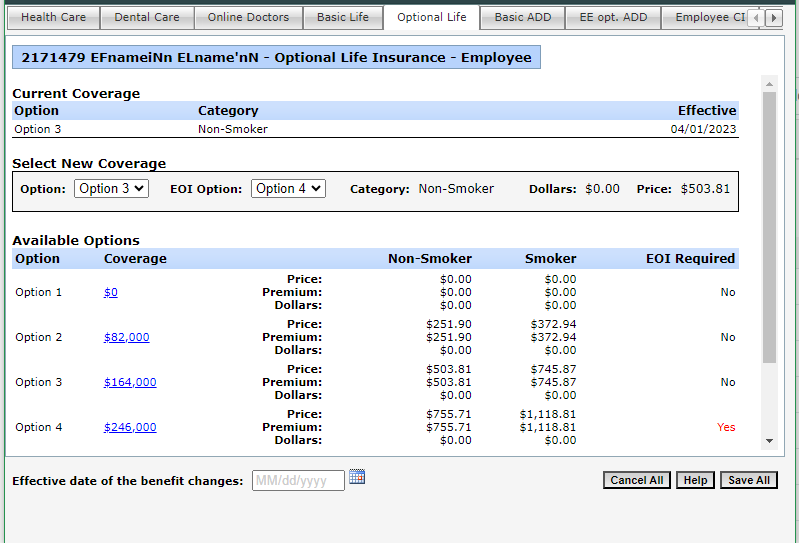 Health Care Dental Care Online Doctors Basic Life Optional Life Basic ADD EE opt. ADD Employee CI
2171479 EFnameiNn ELname'nN - Optional Life Insurance - Employee
Current Coverage
Option Category Effective
Option 3 Non-Smoker 04/01/2023
Select New Coverage
Option: Option 3 EOI Option: Option 4 Category: Non-Smoker Dollars: $0.00 Price: $503.81
Available Options
Option Coverage Non-Smoker Smoker EOI Required
Price: $0.00 $0.00
Option 1 $0 Premium: $0.00 $0.00 No
Dollars: $0.00 $0.00
Price: $251.90 $372.94
Option 2 $82,000 Premium: $251.90 $372.94 No
Dollars: $0.00 $0.00
Price: $503.81 $745.87
Option 3 $164,000 Premium: $503.81 $745.87 No
Dollars: $0.00 $0.00
Price: $755.71 $1,118.81
Option 4 $246,000 Premium: $755.71 $1,118.81 Yes
Dollars: $0.00 $0.00
Effective date of the benefit changes: MM/dd/yyyy Cancel All Help Save All